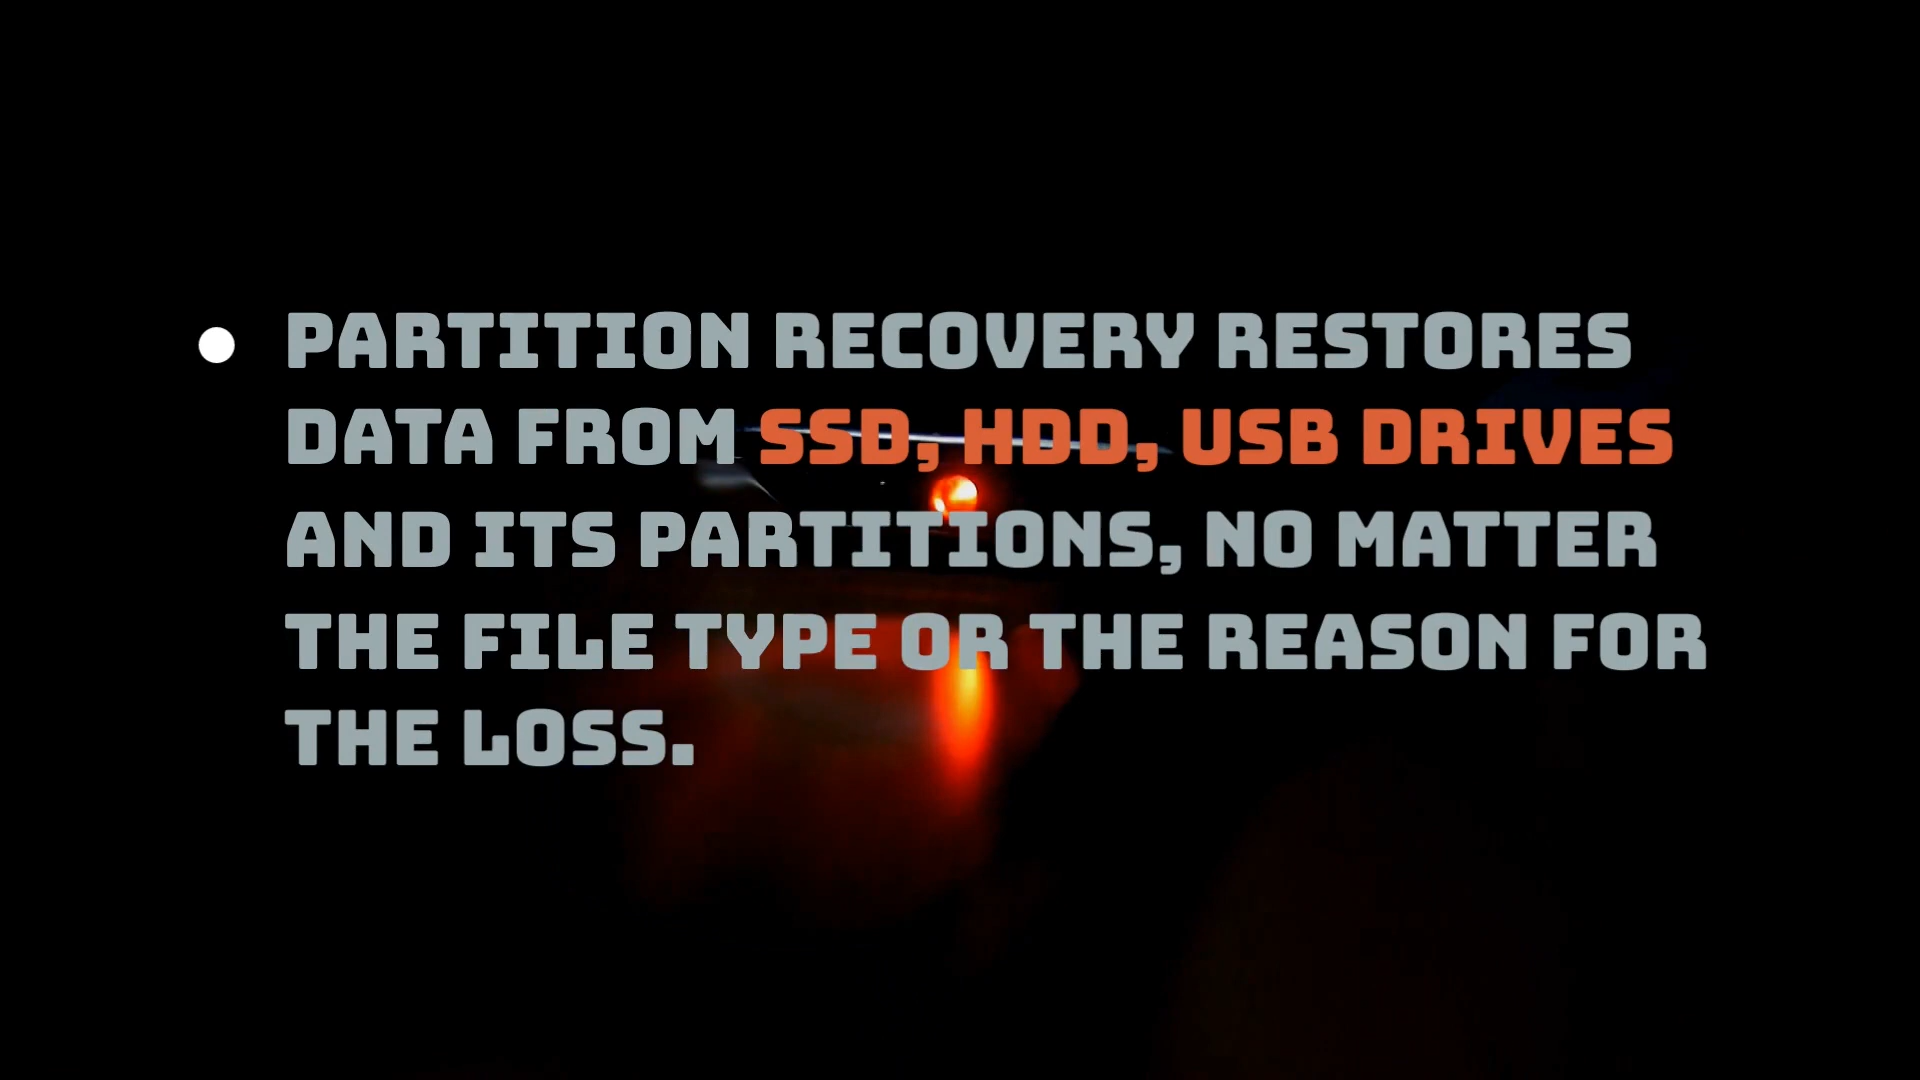 ● PARTITION RECOVERY RESTORES
DATA FROM SSD, HDD, USB DRIVES
AND ITS PARTITIONS, NO MATTER
THE FILE TYPE OR THE REASON FOR
THE LOSS.